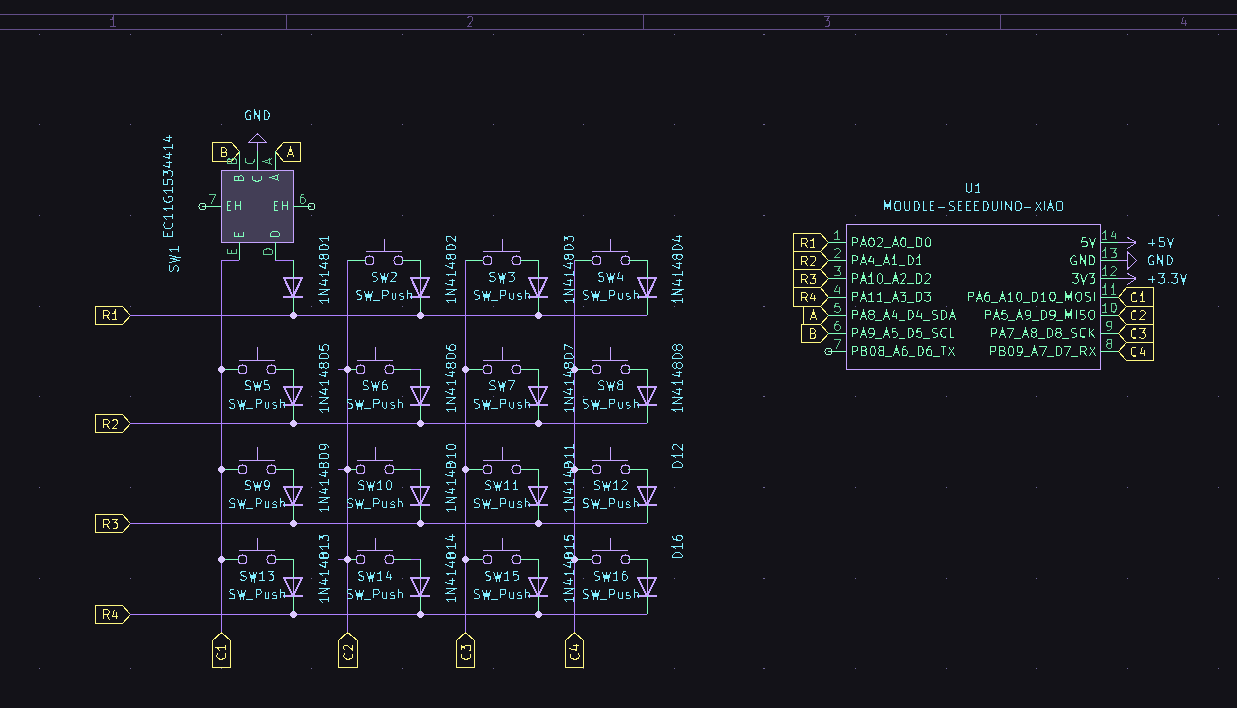 1 2 3 4
GND
B A
B C A
B C A
EC11G1534414
SW1
7 EH EH 6
E D
E D
1N4148D1
1N4148D2
1N4148D3
1N4148D4
SW2 SW3 SW4
SW_Push SW_Push SW_Push
R1
1N4148D5
1N4148D6
1N4148D7
1N4148D8
SW5 SW6 SW7 SW8
SW_Push SW_Push SW_Push SW_Push
R2
1N4148D9
1N4148D10
1N4148D11
D12
SW9 SW10 SW11 SW12
SW_Push SW_Push SW_Push SW_Push
R3
1N4148D13
1N4148D14
1N4148D15
D16
SW13 SW14 SW15 SW16
SW_Push SW_Push SW_Push SW_Push
R4
C1 C2 C3 C4
U1
MOUDLE-SEEEDUINO-XIAO
R1 1 PA02_A0_D0 5V 14 +5V
R2 2 PA4_A1_D1 GND 13 GND
R3 3 PA10_A2_D2 3V3 12 +3.3V
R4 4 PA11_A3_D3 PA6_A10_D10_MOSI 11 C1
A 5 PA8_A4_D4_SDA PA5_A9_D9_MISO 10 C2
B 6 PA9_A5_D5_SCL PA7_A8_D8_SCK 9 C3
7 PB08_A6_D6_TX PB09_A7_D7_RX 8 C4